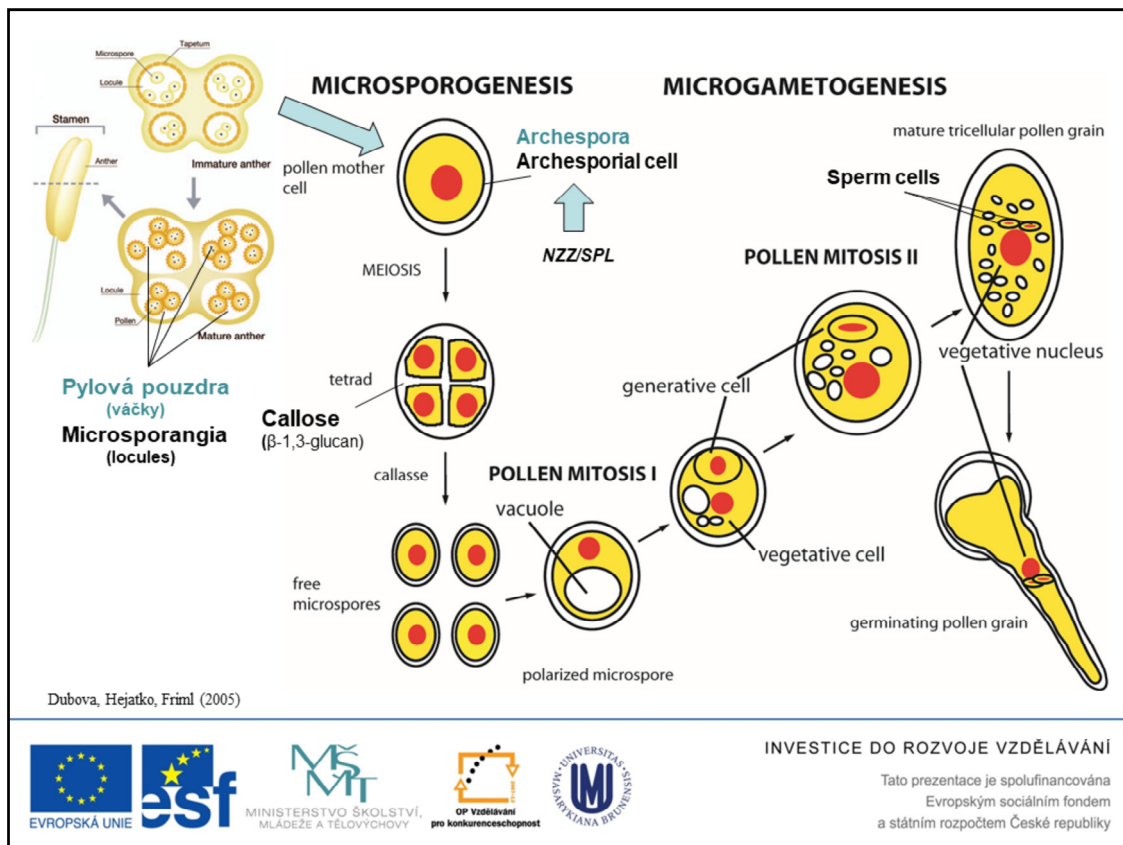 Tapetum
Microspore
Locule
Stamen
Anther
Immature anther
Locule
Pollen
Mature anther
Pylová pouzdra
(váčky)
Microsporangia
(locules)
MICROSPOROGENESIS
MICROGAMETOGENESIS
pollen mother
cell
Archespora
Archesporial cell
NZZ/SPL
MEIOSIS
tetrad
Callose
(β-1,3-glucan)
callasse
free
microspores
POLLEN MITOSIS I
vacuole
polarized microspore
generative cell
vegetative cell
POLLEN MITOSIS II
mature tricellular pollen grain
Sperm cells
vegetative nucleus
germinating pollen grain
Dubova, Hejatko, Friml (2005)
EVROPSKÁ UNIE
esf
MŠMT
MINISTERSTVO ŠKOLSTVÍ,
MLÁDEŽE A TĚLOVÝCHOVY
OP Vzdělávání
pro konkurenceschopnost
UNIVERSITAS MASARYKIANA BRUNENSIS
INVESTICE DO ROZVOJE VZDĚLÁVÁNÍ
Tato prezentace je spolufinancována
Evropským sociálním fondem
a státním rozpočtem České republiky